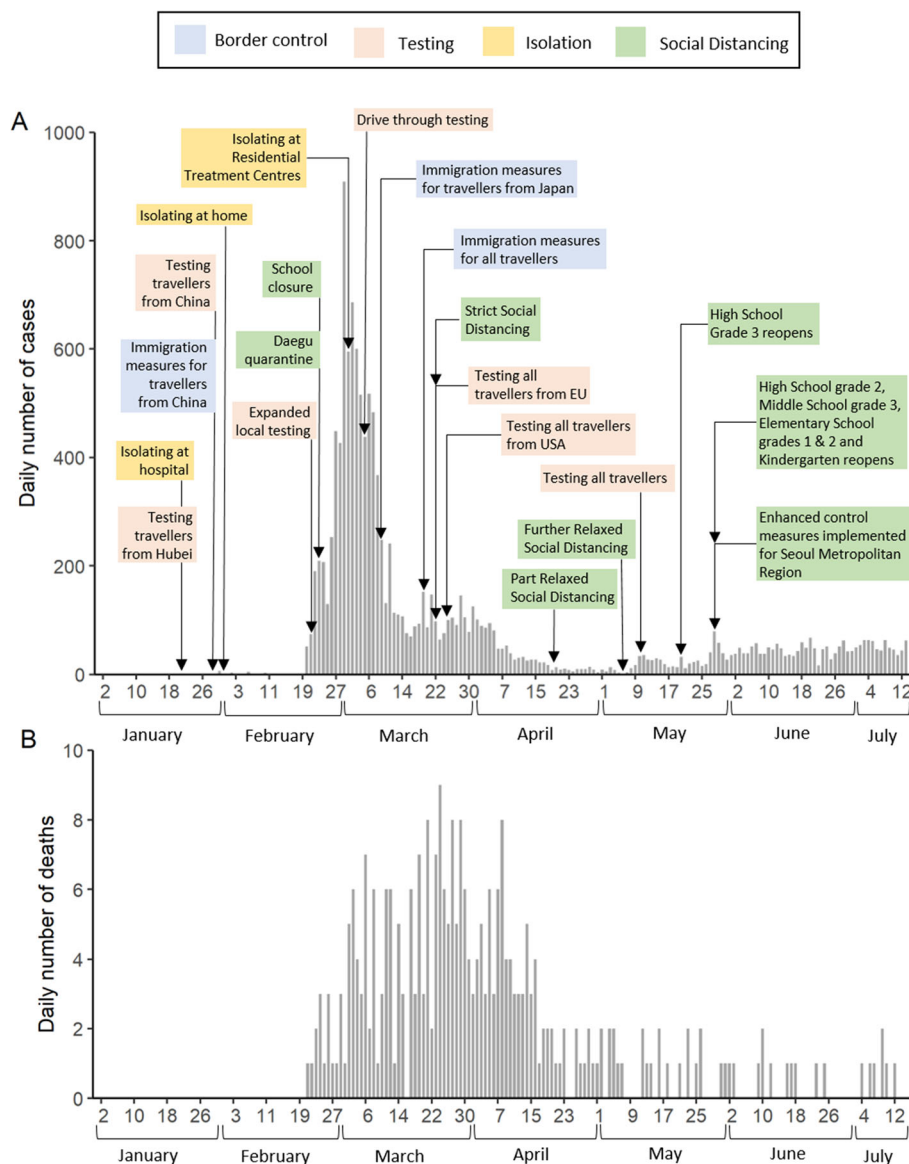 Border control
Testing
Isolation
Social Distancing
A
Daily number of cases
1000
800
600
400
200
0
Drive through testing
Isolating at
Residential
Treatment Centres
Immigration measures
for travellers from Japan
Isolating at home
Immigration measures
for all travellers
Testing
travellers
from China
School
closure
Strict Social
Distancing
High School
Grade 3 reopens
Immigration
measures for
travellers
from China
Daegu
quarantine
Testing all
travellers from EU
High School grade 2,
Middle School grade 3,
Elementary School
grades 1 & 2 and
Kindergarten reopens
Expanded
local testing
Testing all travellers
from USA
Isolating at
hospital
Testing all travellers
Testing
travellers
from Hubei
Further Relaxed
Social Distancing
Enhanced control
measures implemented
for Seoul Metropolitan
Region
Part Relaxed
Social Distancing
2 10 18 26 3 11 19 27 6 14 22 30 7 15 23 1 9 17 25 2 10 18 26 4 12
January February March April May June July
B
Daily number of deaths
10
8
6
4
2
0
2 10 18 26 3 11 19 27 6 14 22 30 7 15 23 1 9 17 25 2 10 18 26 4 12
January February March April May June July